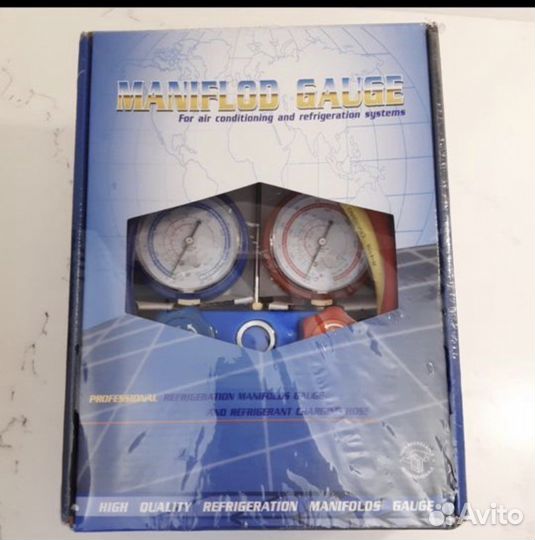 MANIFLOD GAUGE
For air conditioning and refrigeration systems
PROFESSIONAL REFRIGERATION MANIFOLDS GAUGE
AND REFRIGERANT CHARGING HOSE
HIGH QUALITY REFRIGERATION MANIFOLDS GAUGE
Avito